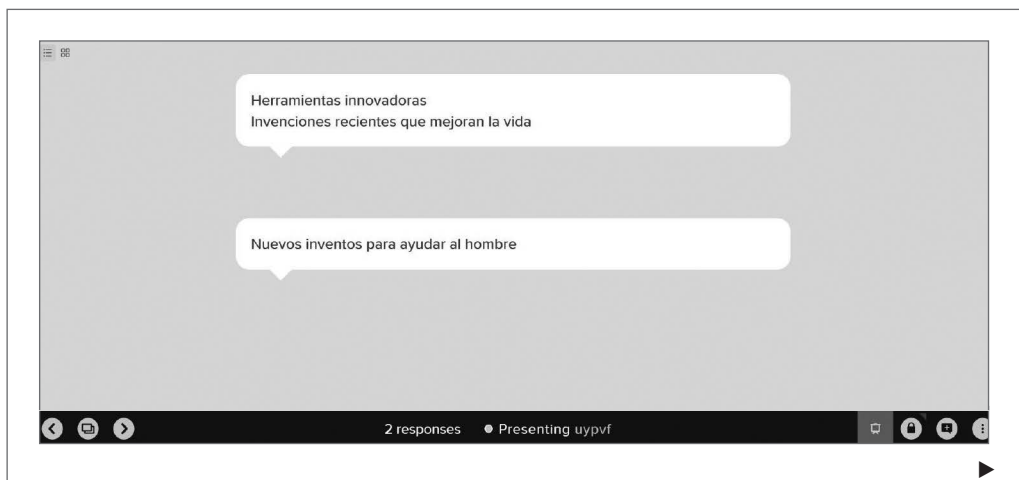 Herramientas innovadoras
Invenciones recientes que mejoran la vida
Nuevos inventos para ayudar al hombre
2 responses Presenting uypvf